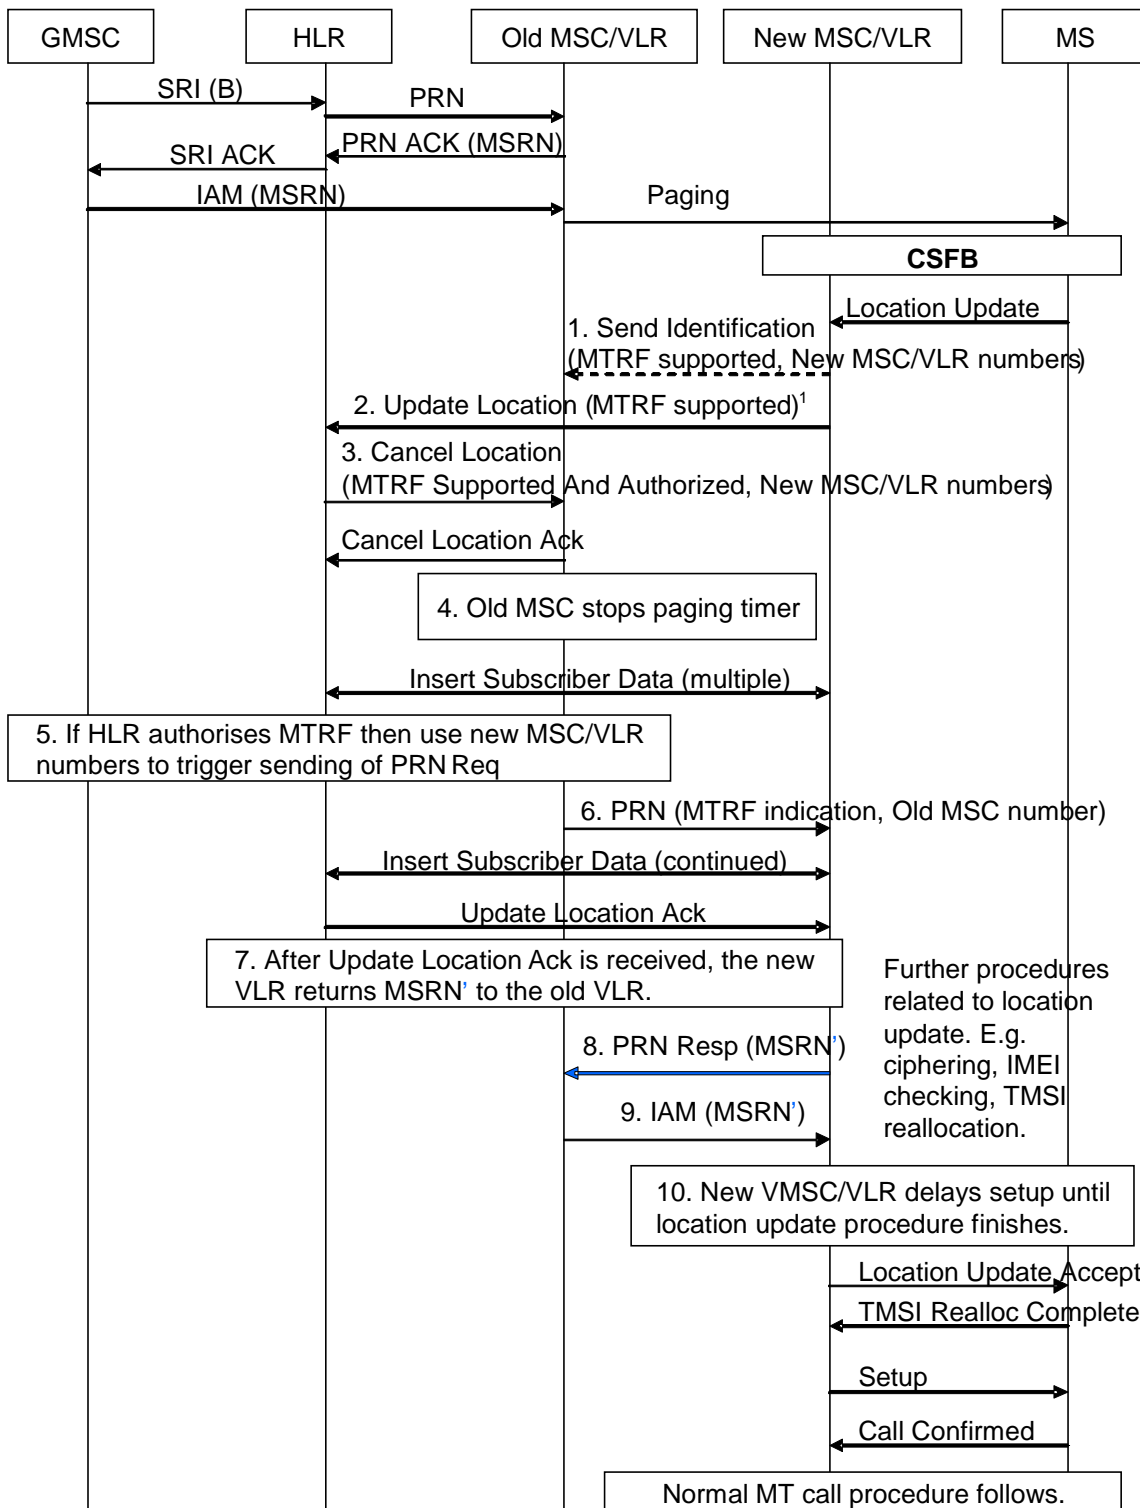 GMSC
HLR
Old MSC/VLR
New MSC/VLR
MS
SRI (B)
PRN
PRN ACK (MSRN)
SRI ACK
IAM (MSRN)
Paging
CSFB
Location Update
1. Send Identification
(MTRF supported, New MSC/VLR numbers)
2. Update Location (MTRF supported)1
3. Cancel Location
(MTRF Supported And Authorized, New MSC/VLR numbers)
Cancel Location Ack
4. Old MSC stops paging timer
Insert Subscriber Data (multiple)
5. If HLR authorises MTRF then use new MSC/VLR
numbers to trigger sending of PRN Req
6. PRN (MTRF indication, Old MSC number)
Insert Subscriber Data (continued)
Update Location Ack
7. After Update Location Ack is received, the new
VLR returns MSRN’ to the old VLR.
Further procedures
related to location
update. E.g.
ciphering, IMEI
checking, TMSI
reallocation.
8. PRN Resp (MSRN’)
9. IAM (MSRN’)
10. New VMSC/VLR delays setup until
location update procedure finishes.
Location Update Accept
TMSI Realloc Complete
Setup
Call Confirmed
Normal MT call procedure follows.